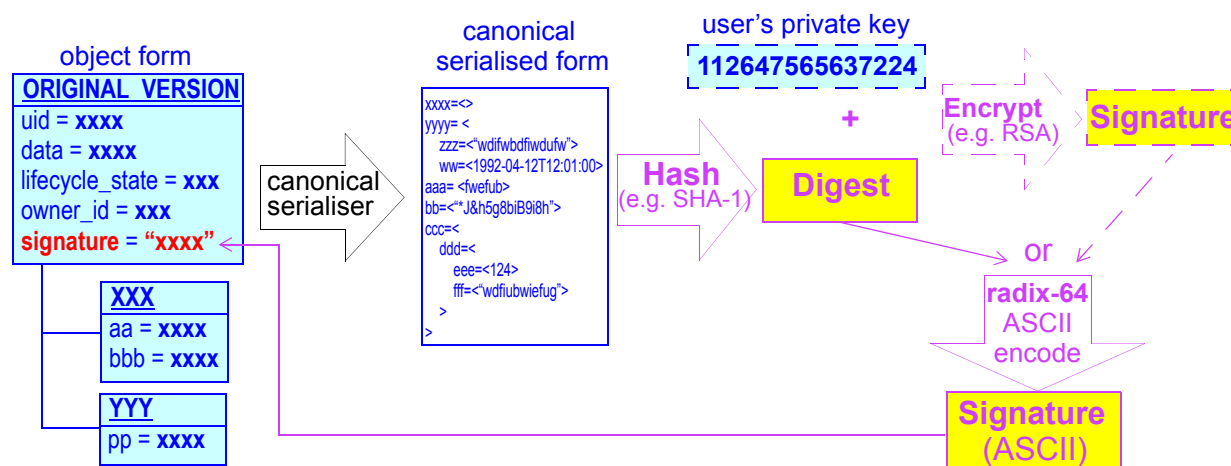 object form
ORIGINAL_VERSION
uid = xxxx
data = xxxx
lifecycle_state = xxx
owner_id = xxx
signature = “xxxx”
XXX
aa = xxxx
bbb = xxxx
YYY
pp = xxxx
canonical
serialiser
canonical
serialised form
xxxx=<>
yyyy= <
zzz=<“wdifwbdfiwdufw”>
ww=<1992-04-12T12:01:00>
aaa= <fwefub>
bb=<“*J&h5g8biB9i8h”>
ccc=<
ddd=<
eee=<124>
fff=<“wdfiubwiefug”>
>
>
Hash
(e.g. SHA-1)
user’s private key
112647565637224
+
Digest
Encrypt
(e.g. RSA)
Signature
or
radix-64
ASCII
encode
Signature
(ASCII)